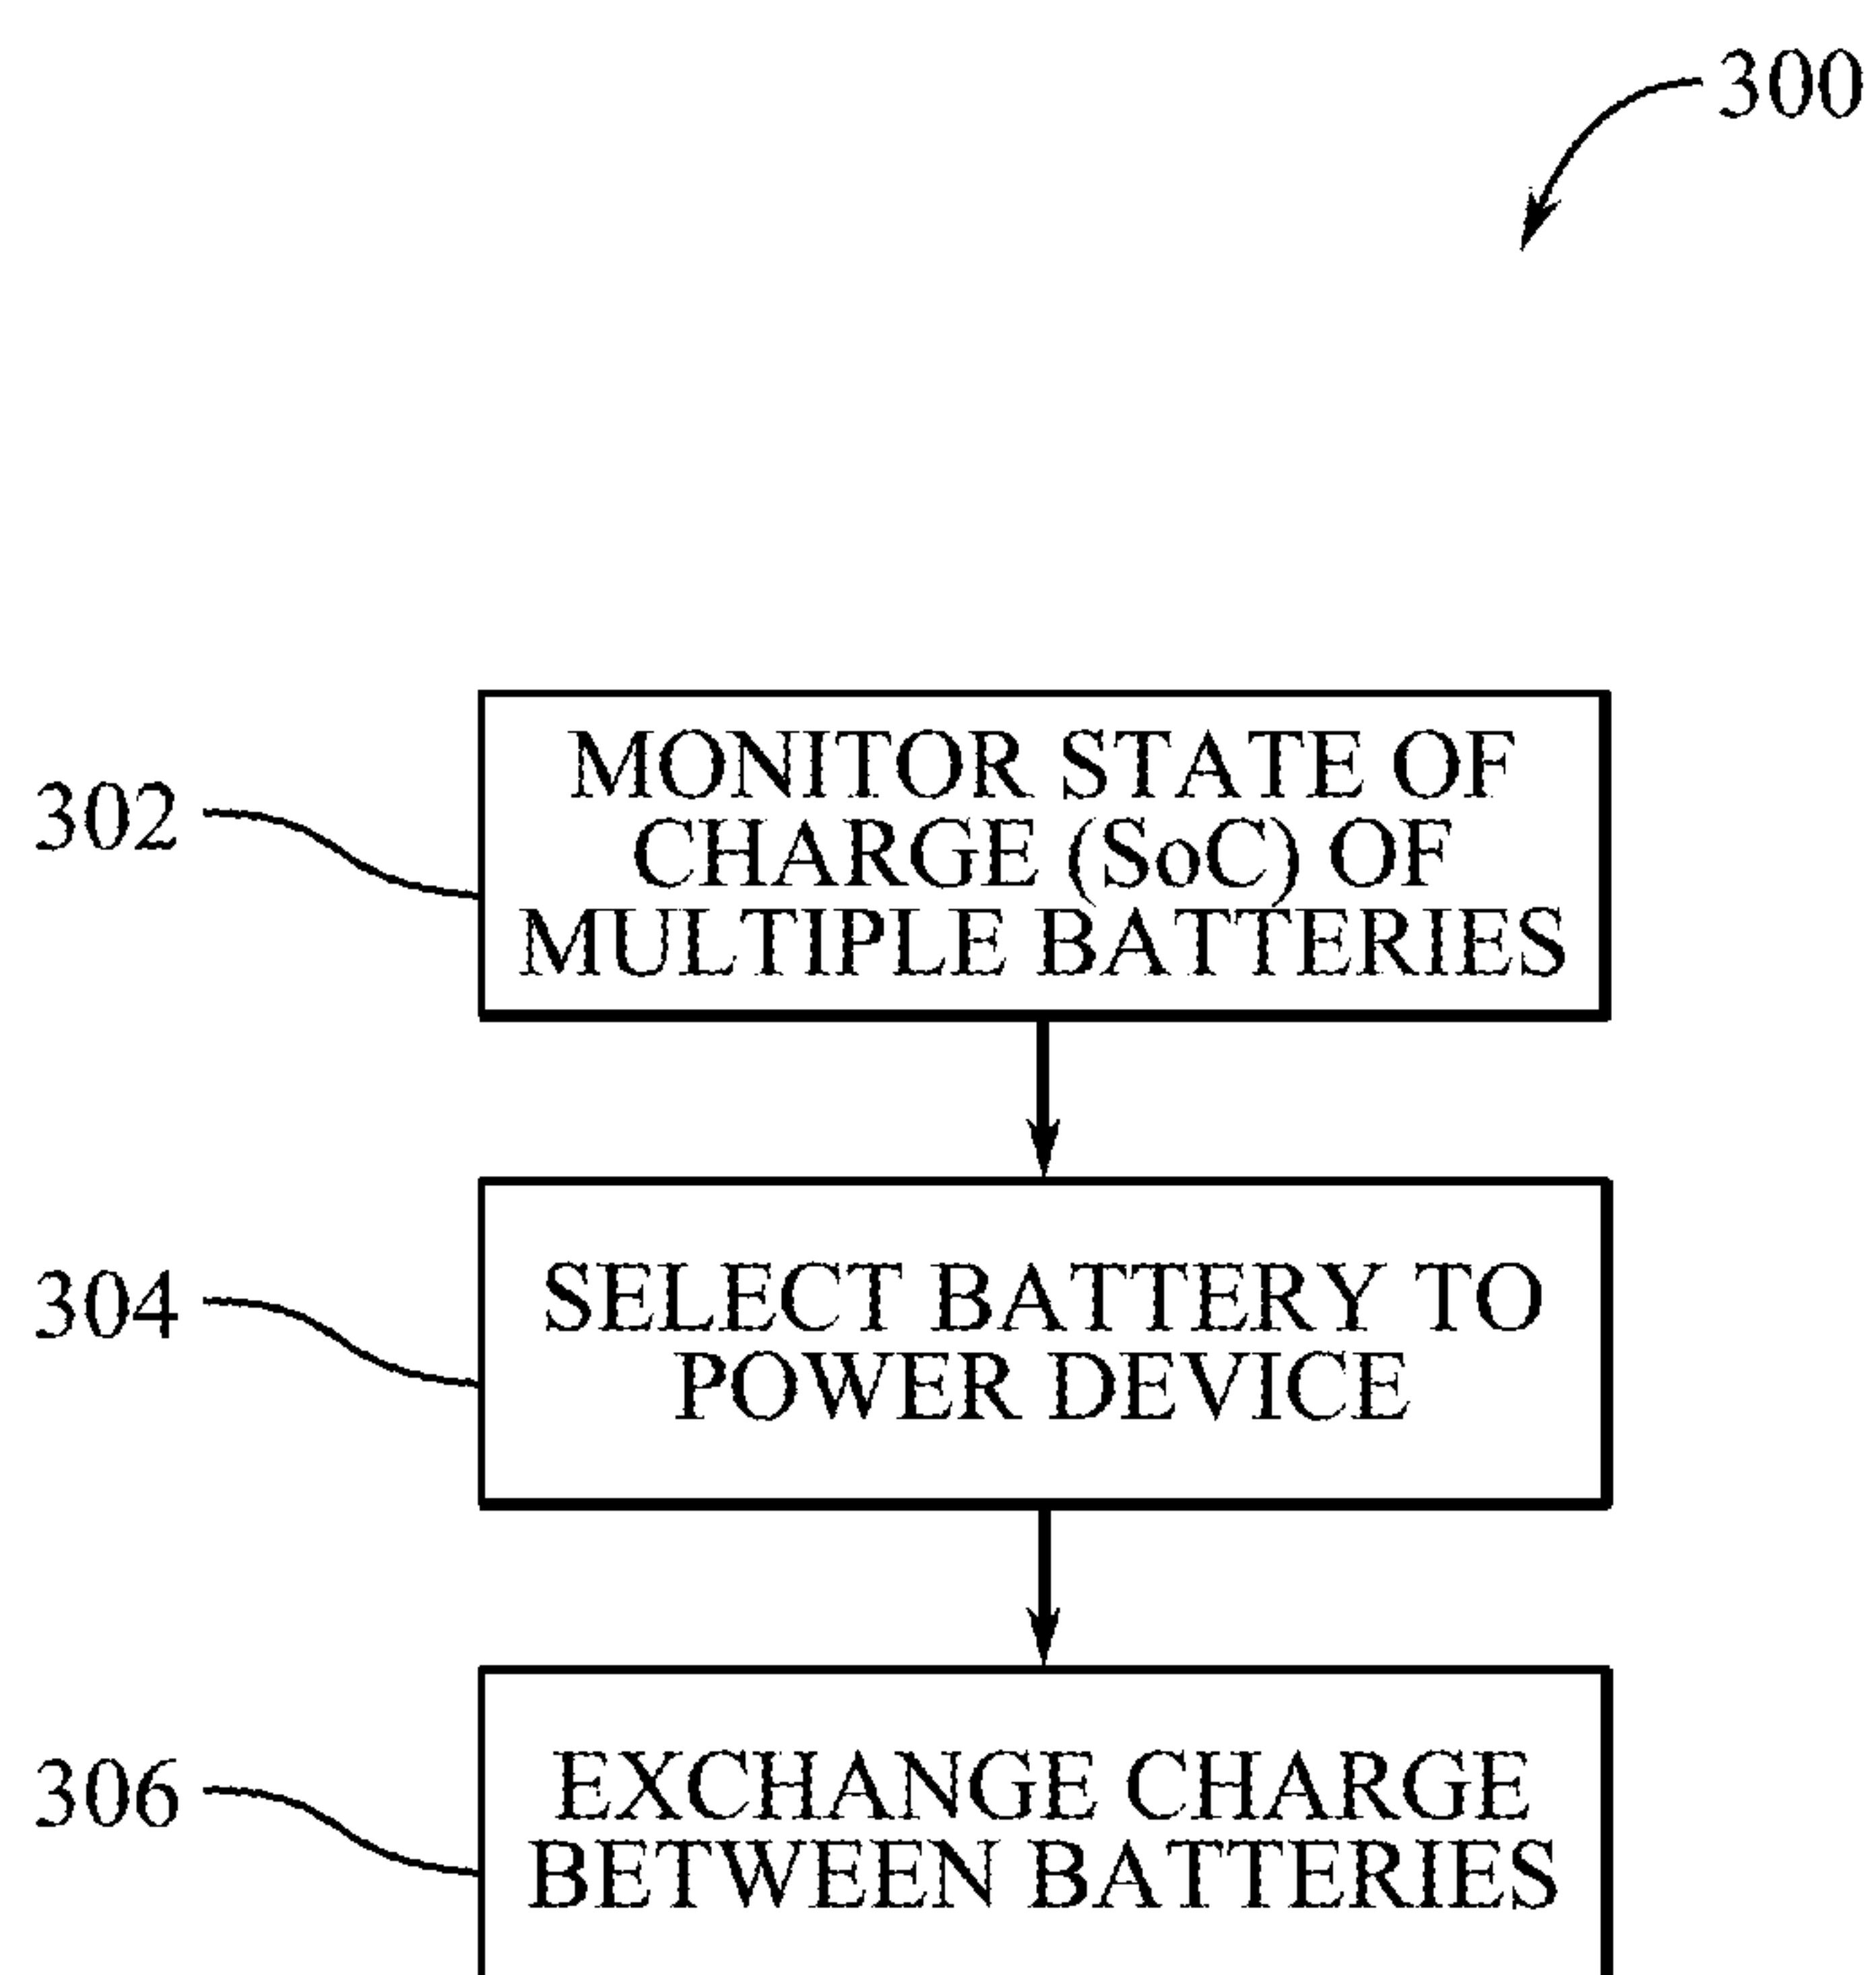 300
302
MONITOR STATE OF
CHARGE (SoC) OF
MULTIPLE BATTERIES
304
SELECT BATTERY TO
POWER DEVICE
306
EXCHANGE CHARGE
BETWEEN BATTERIES